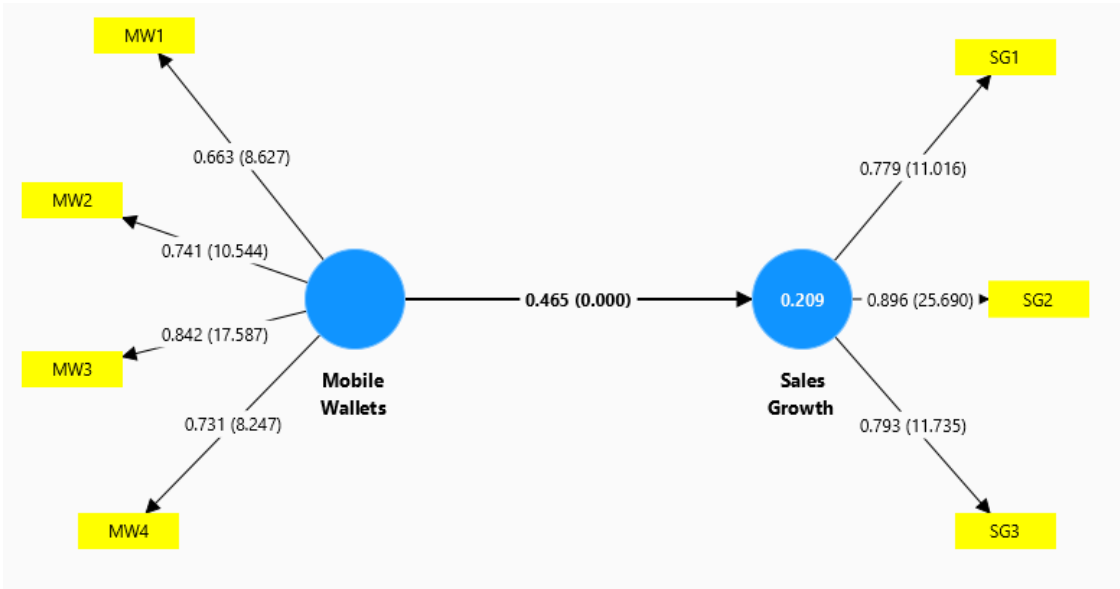 MW1
SG1
0.663 (8.627)
0.779 (11.016)
MW2
0.741 (10.544)
0.465 (0.000)
0.209
0.896 (25.690)
SG2
0.842 (17.587)
MW3
Mobile
Wallets
Sales
Growth
0.731 (8.247)
0.793 (11.735)
MW4
SG3